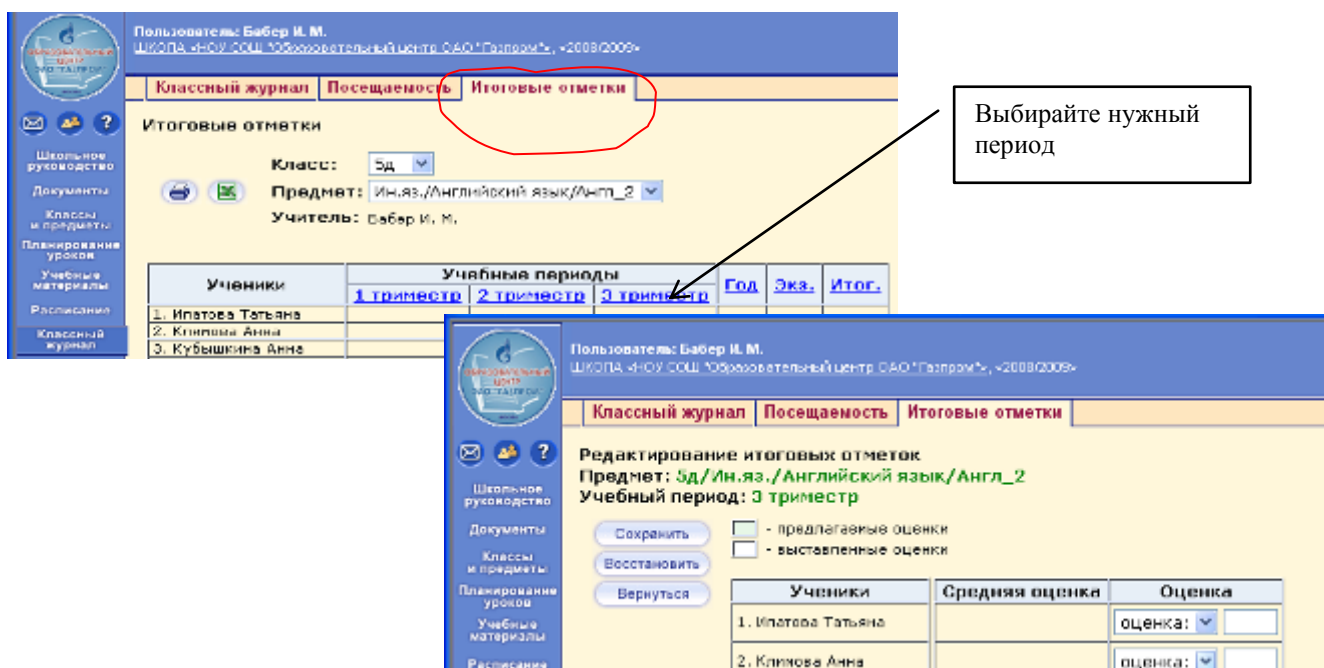 Пользователь: Бабер И. М.
ШКОЛА «НОУ СОШ "Образовательный центр ОАО "Газпром"», «2008/2009»
Классный журнал Посещаемость Итоговые отметки
Итоговые отметки
Выбирайте нужный
период
Класс: 5д
Предмет: Ин.яз./Английский язык/Англ_2
Учитель: Бабер И. М.
Школьное
руководство
Документы
Классы
и предметы
Планирование
уроков
Учебные
материалы
Расписание
Классный
журнал
Ученики Учебные периоды Год Экз. Итог.
1 триместр 2 триместр 3 триместр
1. Ипатова Татьяна
2. Климова Анна
3. Кубышкина Анна
Пользователь: Бабер И. М.
ШКОЛА «НОУ СОШ "Образовательный центр ОАО "Газпром"», «2008/2009»
Классный журнал Посещаемость Итоговые отметки
Редактирование итоговых отметок
Предмет: 5д/Ин.яз./Английский язык/Англ_2
Учебный период: 3 триместр
Школьное
руководство
Документы
Классы
и предметы
Планирование
уроков
Учебные
материалы
Расписание
Сохранить
Восстановить
Вернуться
- предлагаемые оценки
- выставленные оценки
Ученики Средняя оценка Оценка
1. Ипатова Татьяна оценка:
2. Климова Анна оценка: